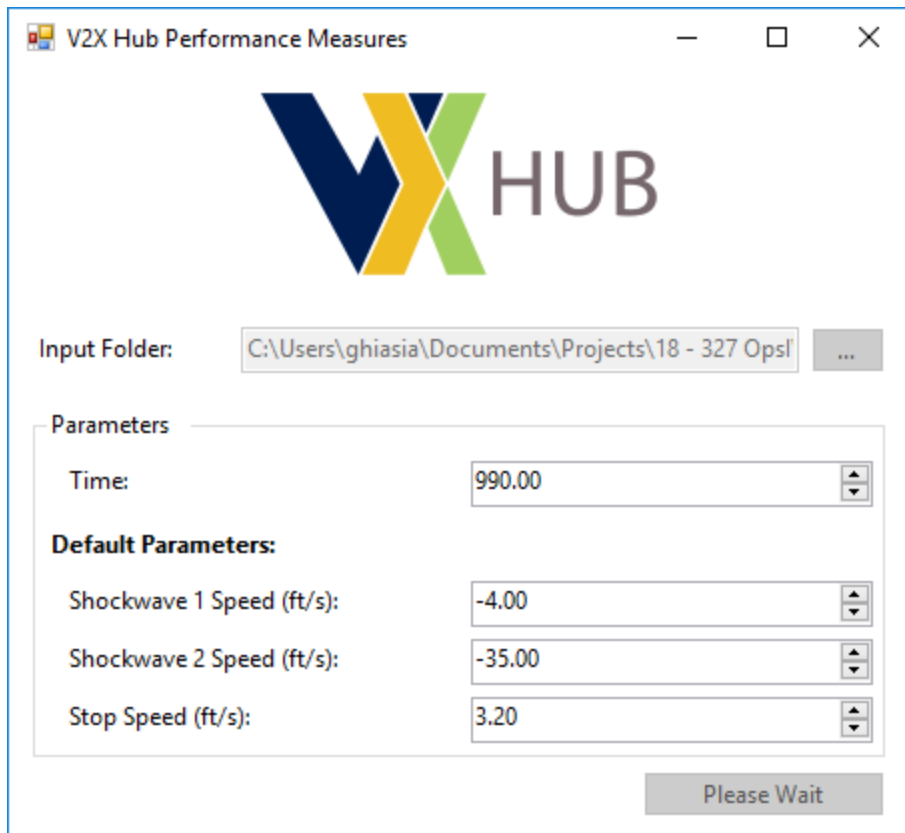 V2X Hub Performance Measures
VX HUB
Input Folder: C:\Users\ghiasia\Documents\Projects\18 - 327 Opsl ...
Parameters
Time: 990.00
Default Parameters:
Shockwave 1 Speed (ft/s): -4.00
Shockwave 2 Speed (ft/s): -35.00
Stop Speed (ft/s): 3.20
Please Wait